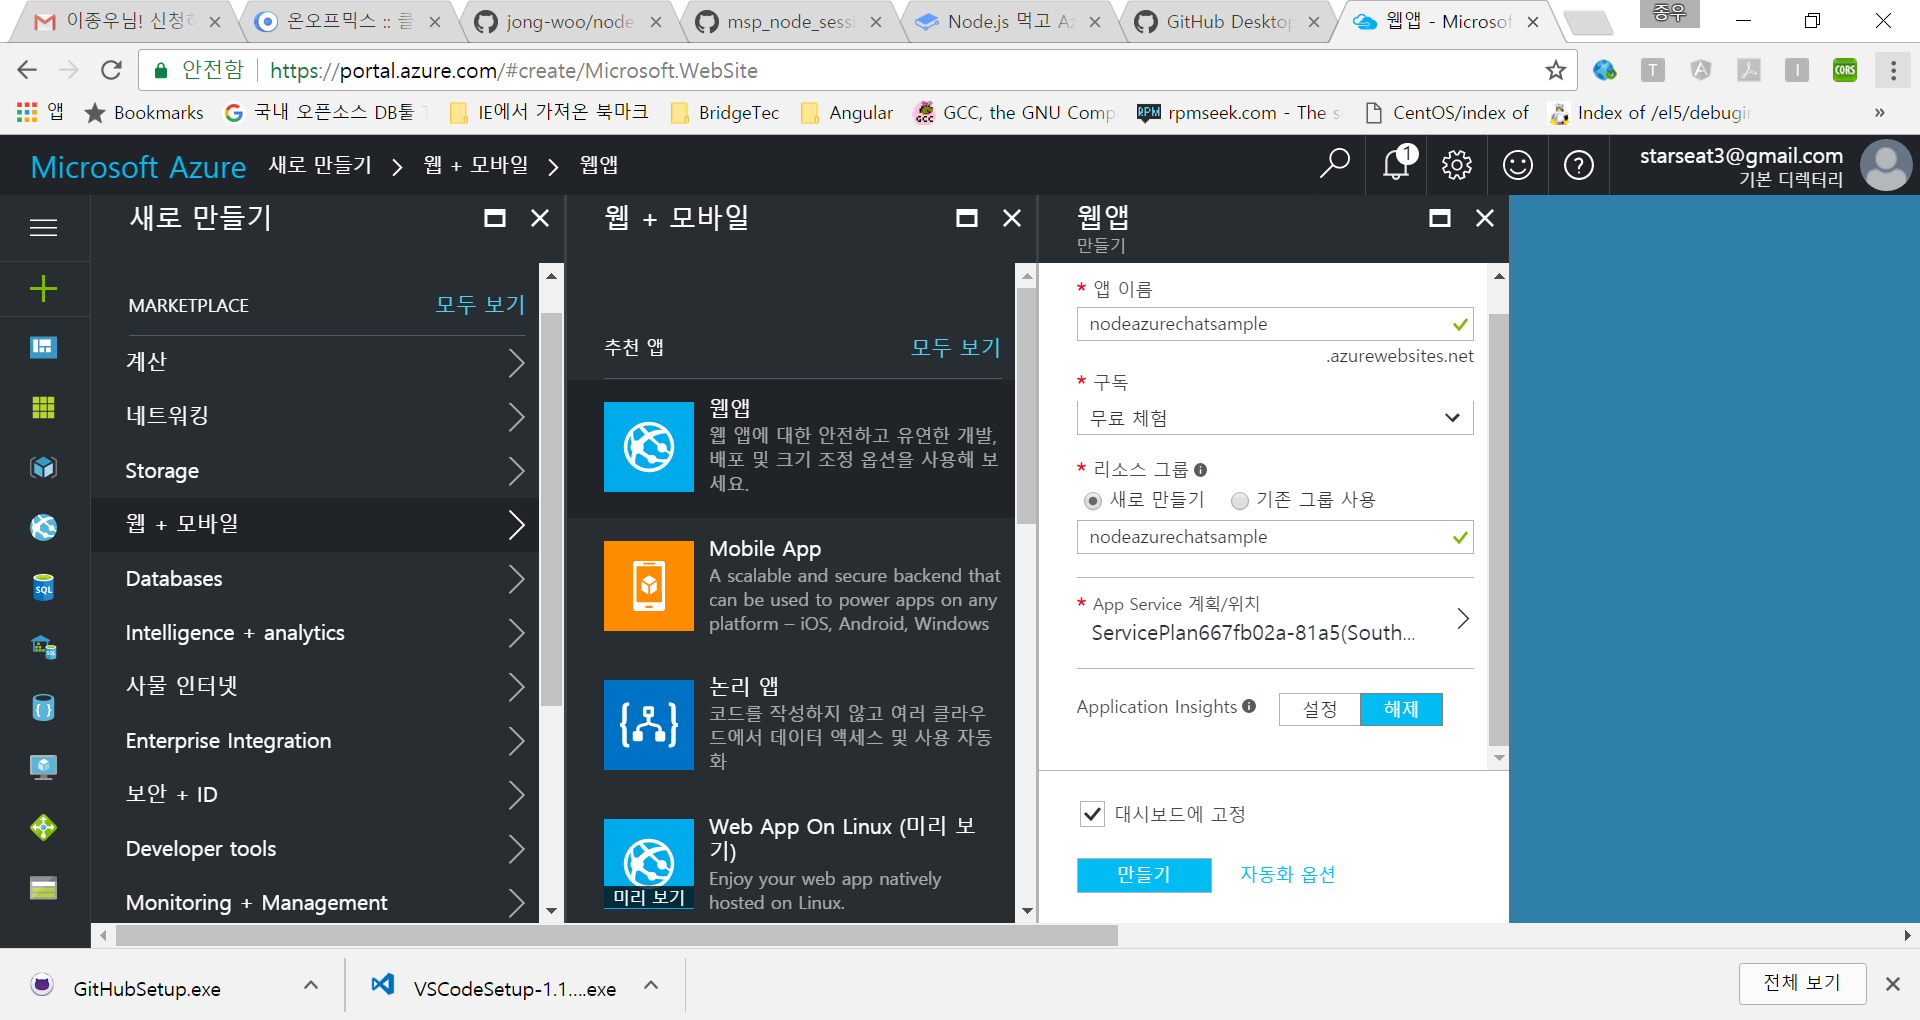 이종우님! 신청하
온오프믹스 :: 클
jong-woo/node
msp_node_sessi
Node.js 먹고 Az
GitHub Desktop
웹앱 - Microsof
종우
안전함
https://portal.azure.com/#create/Microsoft.WebSite
앱
Bookmarks
국내 오픈소스 DB툴
IE에서 가져온 북마크
BridgeTec
Angular
GCC, the GNU Comp
rpmseek.com - The s
CentOS/index of
Index of /el5/debugin
»
Microsoft Azure
새로 만들기
웹 + 모바일
웹앱
1
starseat3@gmail.com
기본 디렉터리
새로 만들기
MARKETPLACE
모두 보기
계산
네트워킹
Storage
웹 + 모바일
Databases
Intelligence + analytics
사물 인터넷
Enterprise Integration
보안 + ID
Developer tools
Monitoring + Management
웹 + 모바일
추천 앱
모두 보기
웹앱
웹 앱에 대한 안전하고 유연한 개발,
배포 및 크기 조정 옵션을 사용해 보
세요.
Mobile App
A scalable and secure backend that
can be used to power apps on any
platform – iOS, Android, Windows
논리 앱
코드를 작성하지 않고 여러 클라우
드에서 데이터 액세스 및 사용 자동
화
미리 보기
Web App On Linux (미리 보
기)
Enjoy your web app natively
hosted on Linux.
웹앱
만들기
* 앱 이름
nodeazurechatsample
.azurewebsites.net
* 구독
무료 체험
* 리소스 그룹
새로 만들기
기존 그룹 사용
nodeazurechatsample
* App Service 계획/위치
ServicePlan667fb02a-81a5(South...
Application Insights
설정
해제
대시보드에 고정
만들기
자동화 옵션
GitHubSetup.exe
VSCodeSetup-1.1....exe
전체 보기